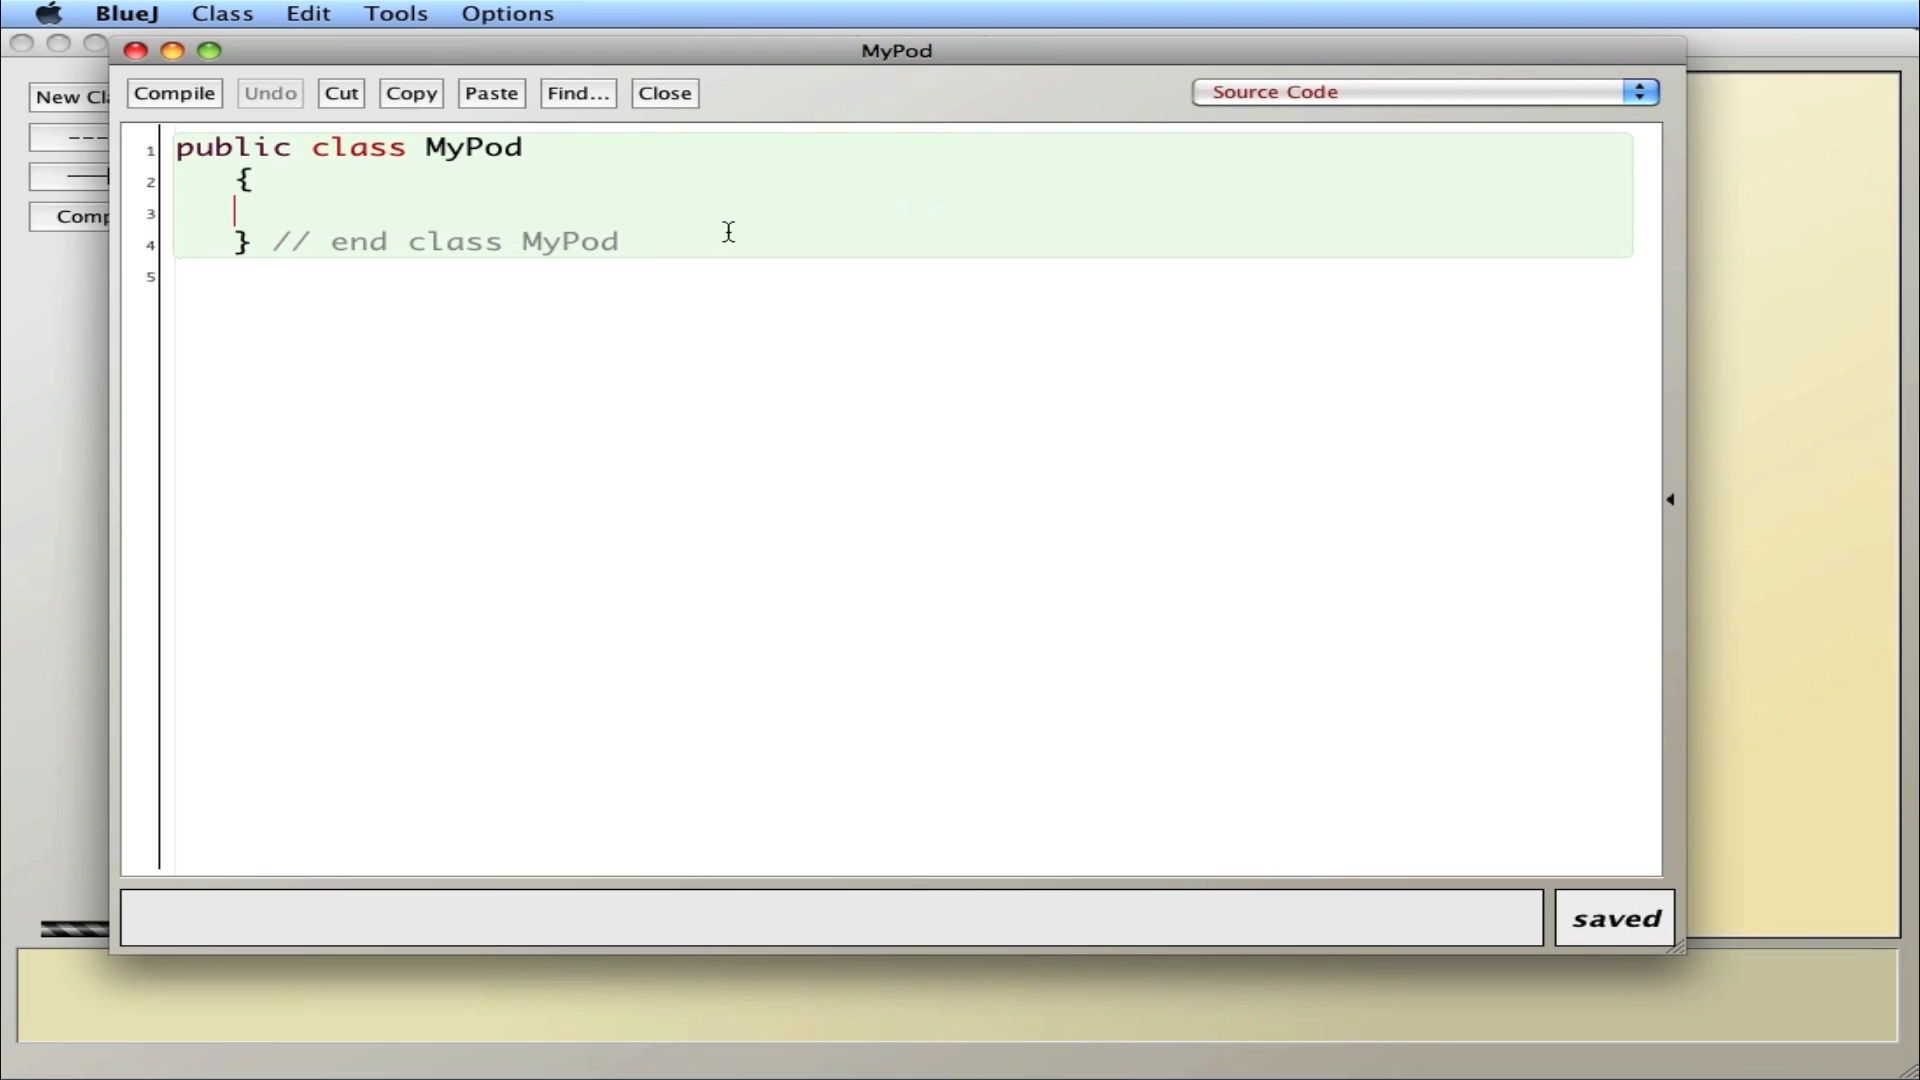 BlueJ Class Edit Tools Options
MyPod
New Cl
Compile Undo Cut Copy Paste Find... Close Source Code
Comp
1 public class MyPod
2 {
3
4 } // end class MyPod
5
saved